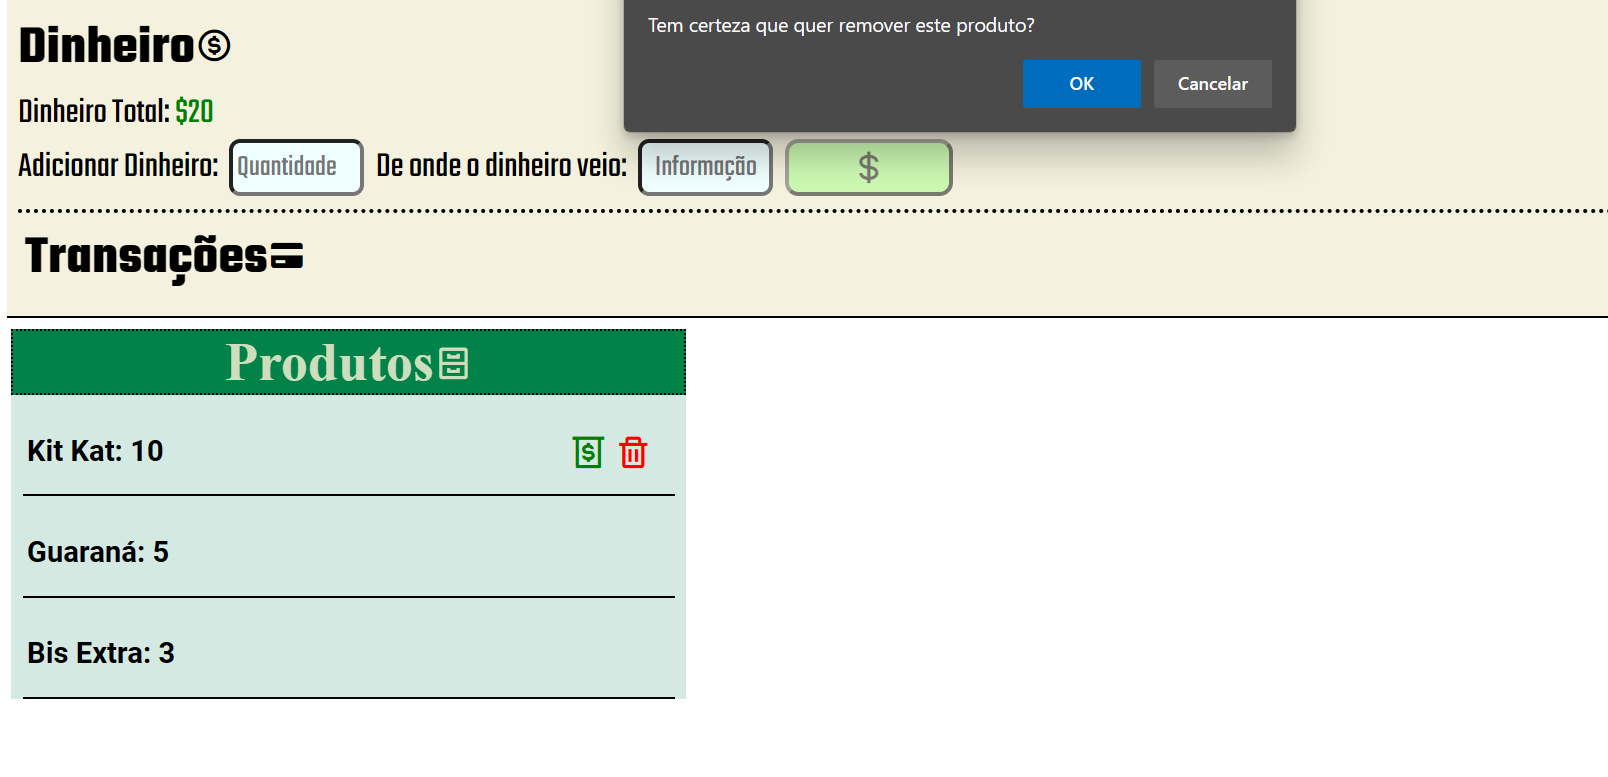 Tem certeza que quer remover este produto?
OK Cancelar
Dinheiro
Dinheiro Total: $20
Adicionar Dinheiro: Quantidade De onde o dinheiro veio: Informação $
Transações
Produtos
Kit Kat: 10
Guaraná: 5
Bis Extra: 3